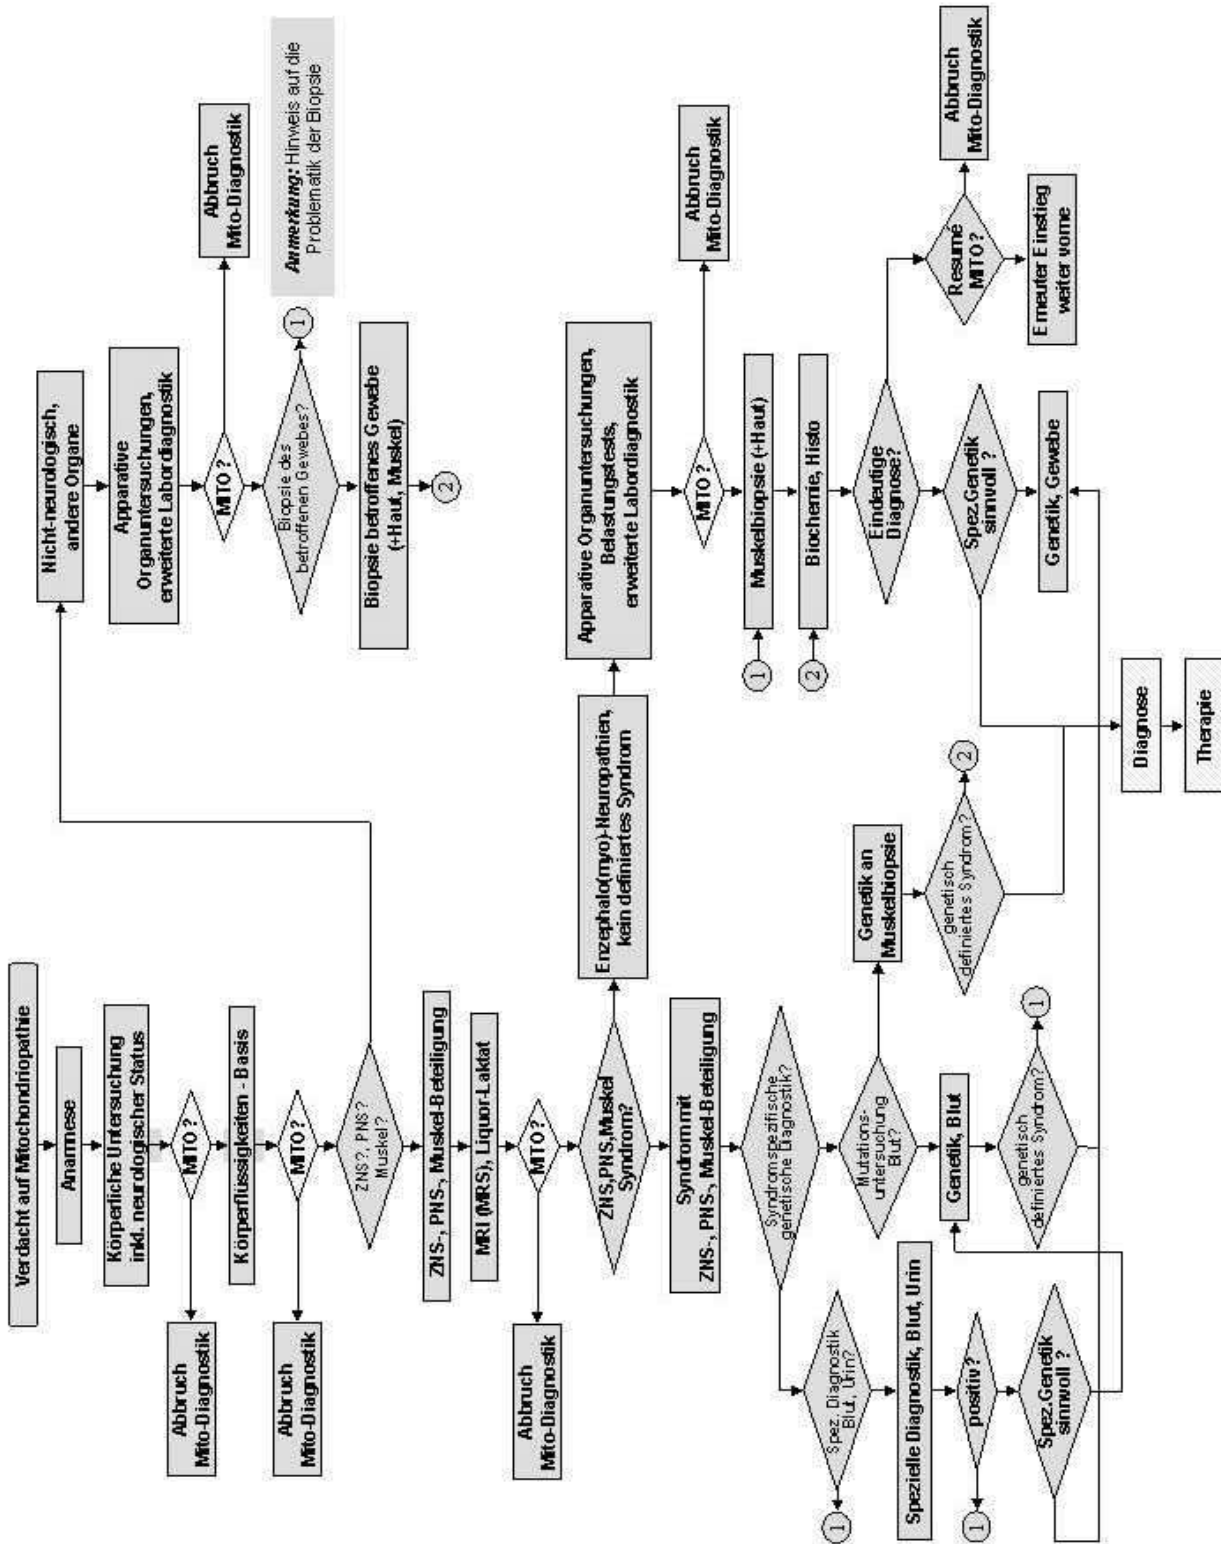 Verdacht auf Mitochondriopathie
Anamnese
Körperliche Untersuchung
inkl. neurologischer Status
MITO?
Abbruch
Mito-Diagnostik
Körperflüssigkeiten - Basis
MITO?
Abbruch
Mito-Diagnostik
ZNS?, PNS?
Muskel?
ZNS-, PNS-, Muskel-Beteiligung
MRI (MRS), Liquor-Laktat
MITO?
Abbruch
Mito-Diagnostik
ZNS,PNS,Muskel
Syndrom?
Syndrom mit
ZNS-, PNS-, Muskel-Beteiligung
Syndromspezifische
genetische Diagnostik?
Spez. Diagnostik
Blut, Urin?
1
Spezielle Diagnostik, Blut, Urin
positiv?
1
Spez.Genetik
sinnvoll ?
Mutations-
untersuchung
Blut?
Genetik, Blut
genetisch
definiertes Syndrom?
1
Genetik an
Muskelbiopsie
genetisch
definiertes Syndrom?
2
Nicht-neurologisch,
andere Organe
Apparative
Organuntersuchungen,
erweiterte Labordiagnostik
MITO?
Abbruch
Mito-Diagnostik
Biopsie des
betroffenen Gewebes?
1
Anmerkung: Hinweis auf die
Problematik der Biopsie
Biopsie betroffenes Gewebe
(+Haut, Muskel)
2
Enzephalo(myo)-Neuropathien,
kein definiertes Syndrom
Apparative Organuntersuchungen,
Belastungstests,
erweiterte Labordiagnostik
MITO?
Abbruch
Mito-Diagnostik
1
Muskelbiopsie (+Haut)
2
Biochemie, Histo
Eindeutige
Diagnose?
Resumé
MITO?
Abbruch
Mito-Diagnostik
Erneuter Einstieg
weiter vorne
Spez.Genetik
sinnvoll ?
Genetik, Gewebe
Diagnose
Therapie